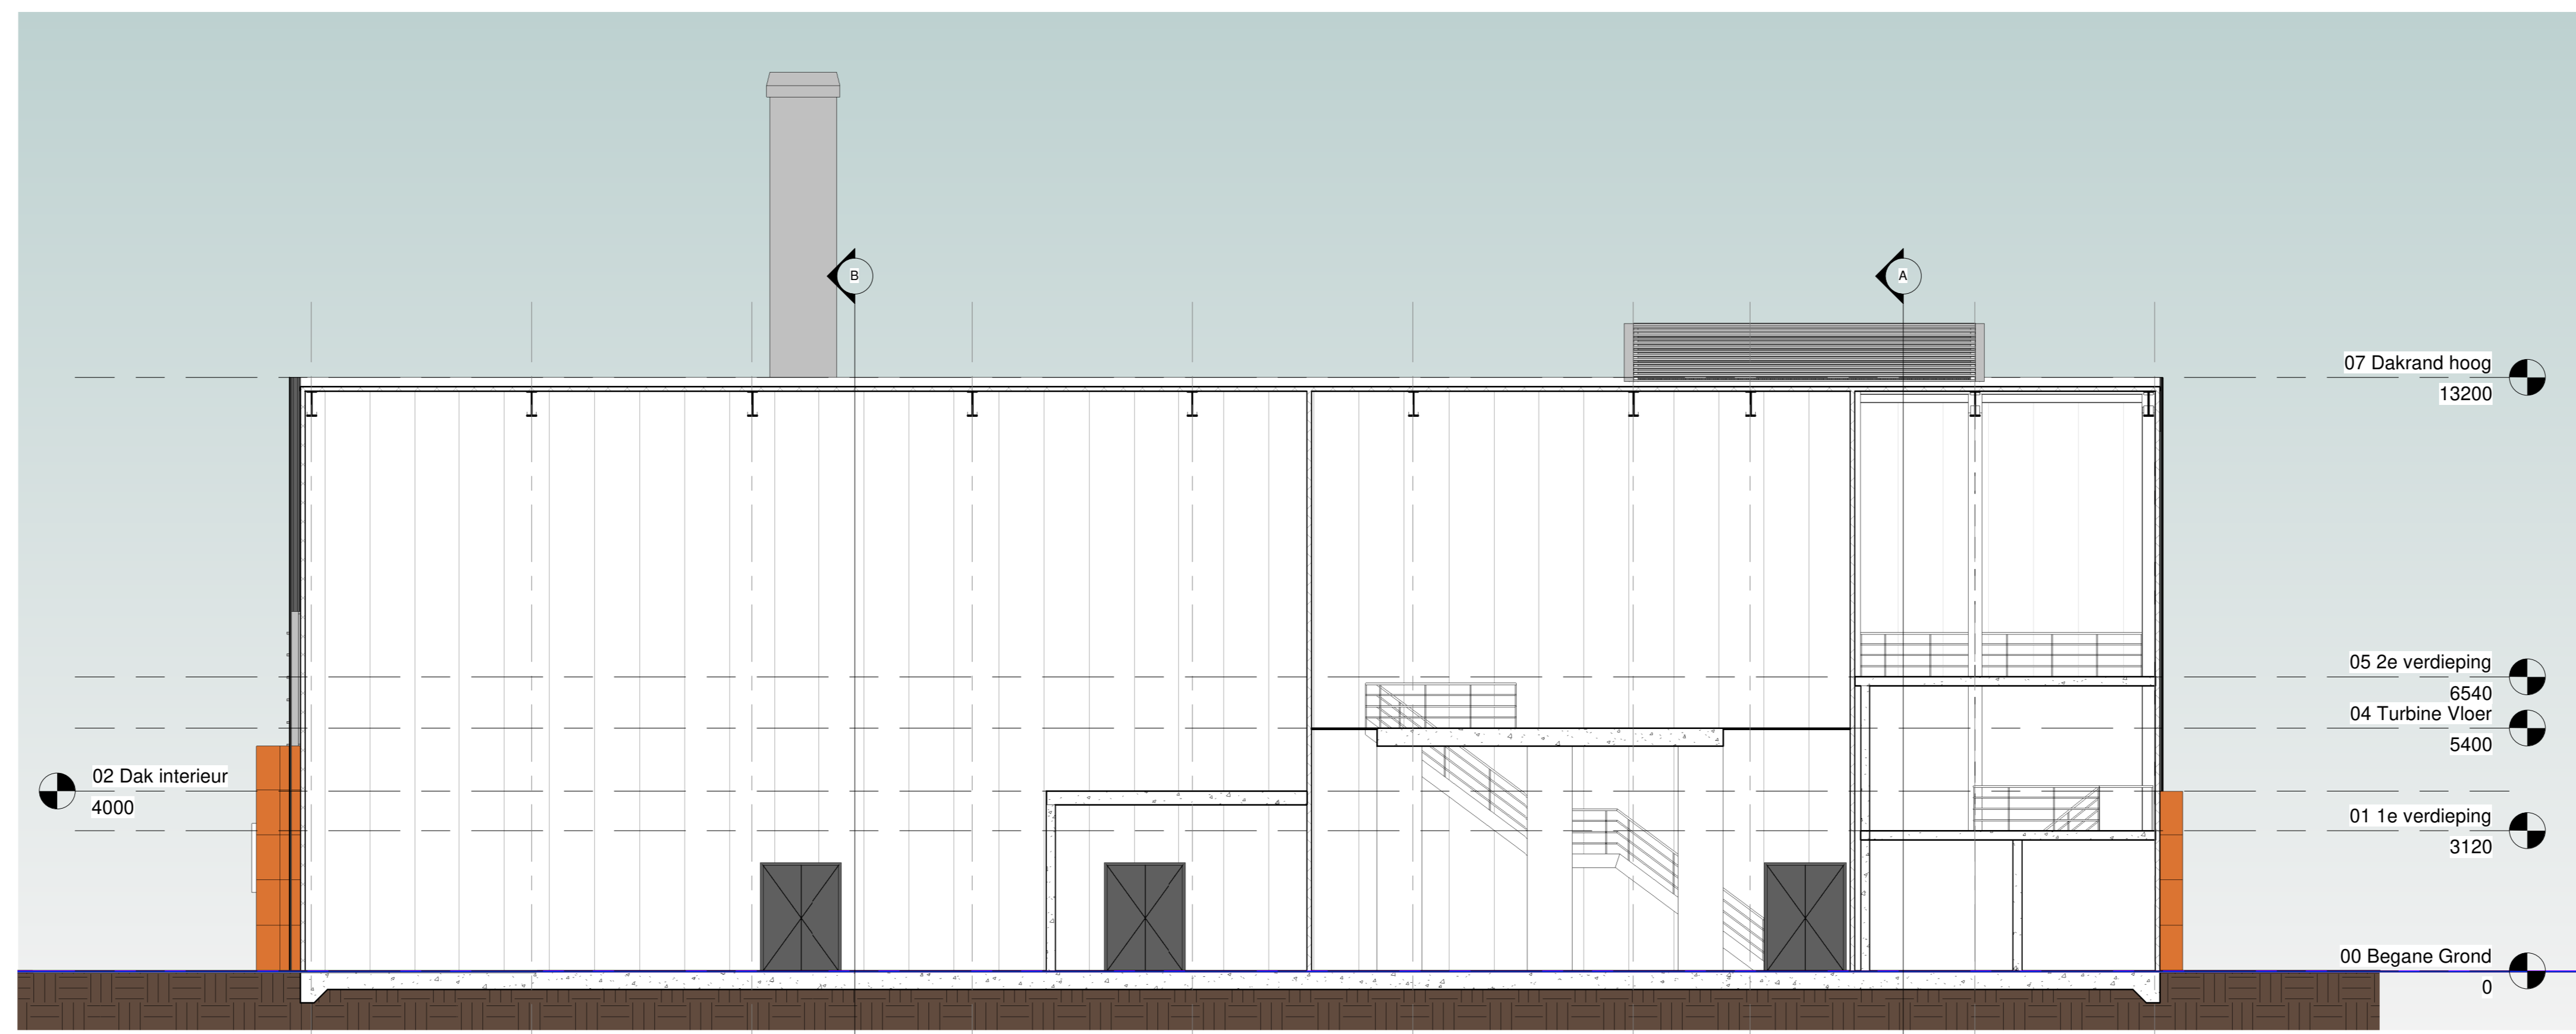 B
A
07 Dakrand hoog
13200
05 2e verdieping
6540
04 Turbine Vloer
5400
02 Dak interieur
4000
01 1e verdieping
3120
00 Begane Grond
0